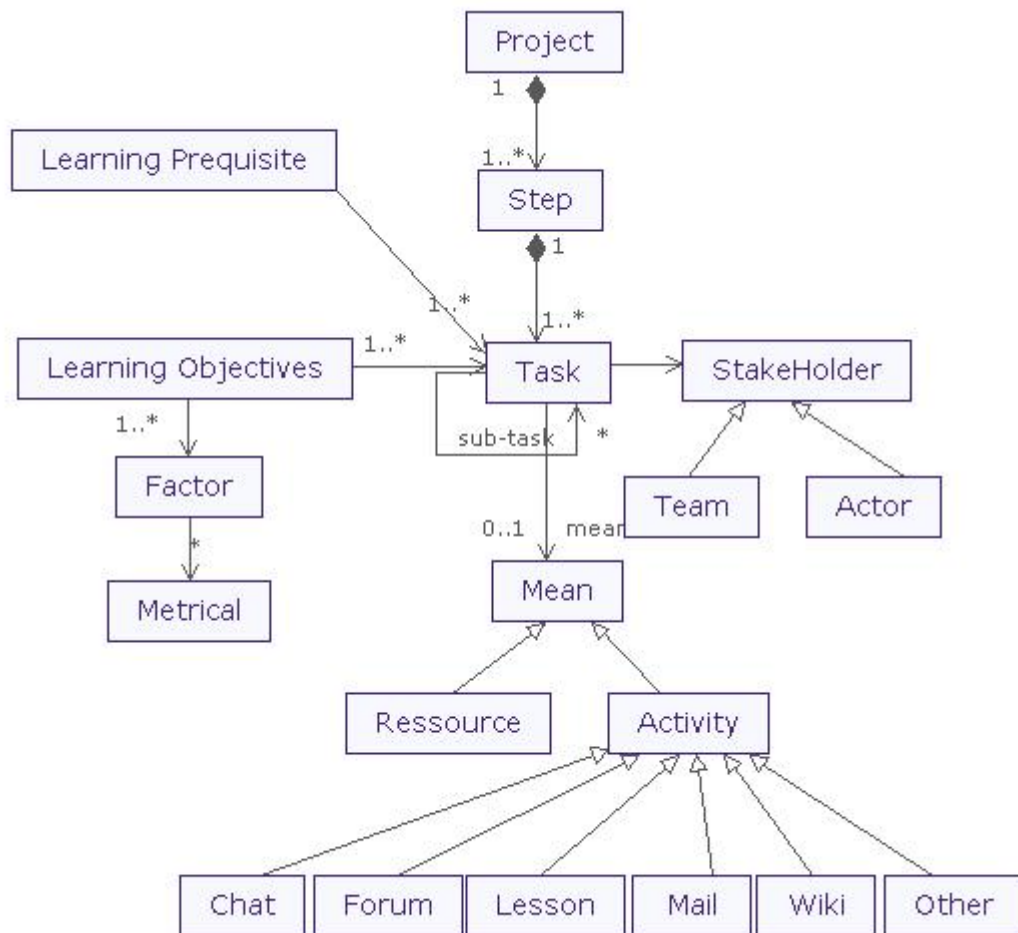 Project
1
1..*
Learning Prequisite
Step
1
1..*
1..*
1..*
Learning Objectives
Task
StakeHolder
1..*
sub-task
*
Factor
Team
Actor
0..1
mean
*
Metrical
Mean
Ressource
Activity
Chat
Forum
Lesson
Mail
Wiki
Other